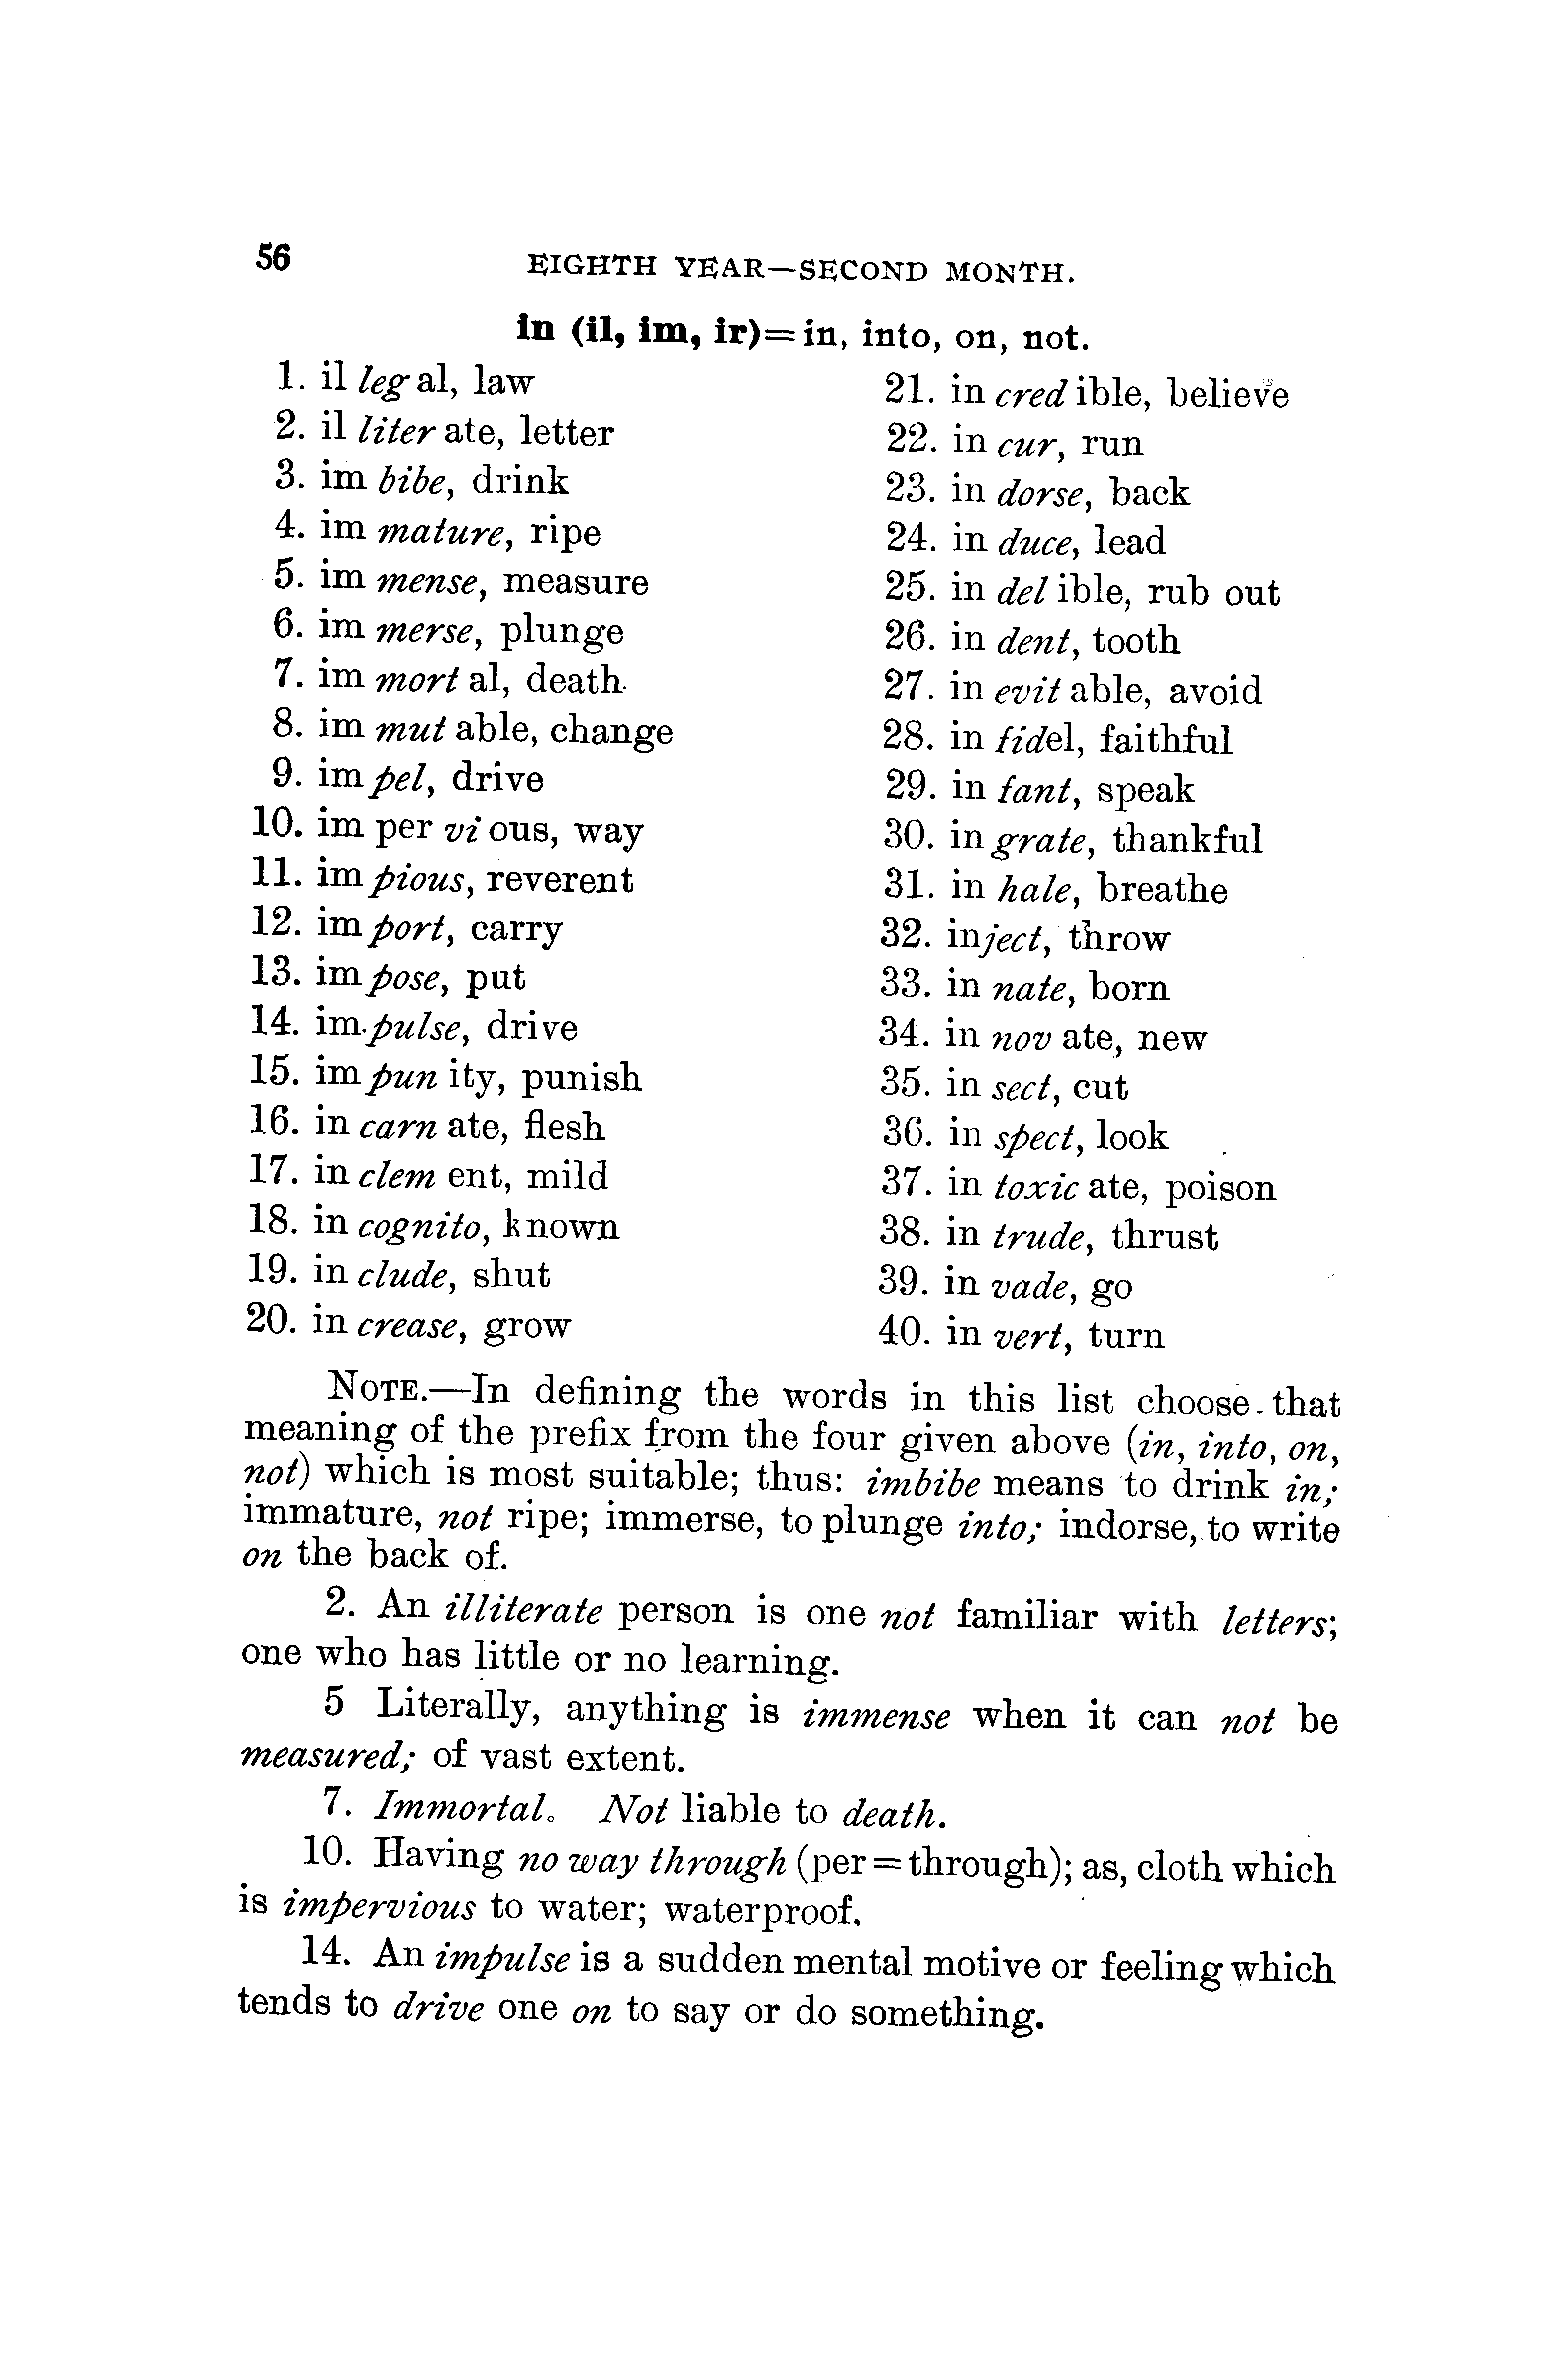 56
EIGHTH YEAR—SECOND MONTH.
in (il, im, ir)=in, into, on, not.
1. il leg al, law
2. il liter ate, letter
3. im bibe, drink
4. im mature, ripe
5. im mense, measure
6. im merse, plunge
7. im mort al, death
8. im mut able, change
9. im pel, drive
10. im per vi ous, way
11. im pious, reverent
12. im port, carry
13. im pose, put
14. im pulse, drive
15. im pun ity, punish
16. in carn ate, flesh
17. in clem ent, mild
18. in cognito, known
19. in clude, shut
20. in crease, grow
21. in cred ible, believe
22. in cur, run
23. in dorse, back
24. in duce, lead
25. in del ible, rub out
26. in dent, tooth
27. in evit able, avoid
28. in fidel, faithful
29. in fant, speak
30. in grate, thankful
31. in hale, breathe
32. inject, throw
33. in nate, born
34. in nov ate, new
35. in sect, cut
36. in spect, look
37. in toxic ate, poison
38. in trude, thrust
39. in vade, go
40. in vert, turn
NOTE.—In defining the words in this list choose that
meaning of the prefix from the four given above (in, into, on,
not) which is most suitable; thus: imbibe means to drink in;
immature, not ripe; immerse, to plunge into; indorse, to write
on the back of.
2. An illiterate person is one not familiar with letters;
one who has little or no learning.
5 Literally, anything is immense when it can not be
measured; of vast extent.
7. Immortal. Not liable to death.
10. Having no way through (per=through); as, cloth which
is impervious to water; waterproof.
14. An impulse is a sudden mental motive or feeling which
tends to drive one on to say or do something.